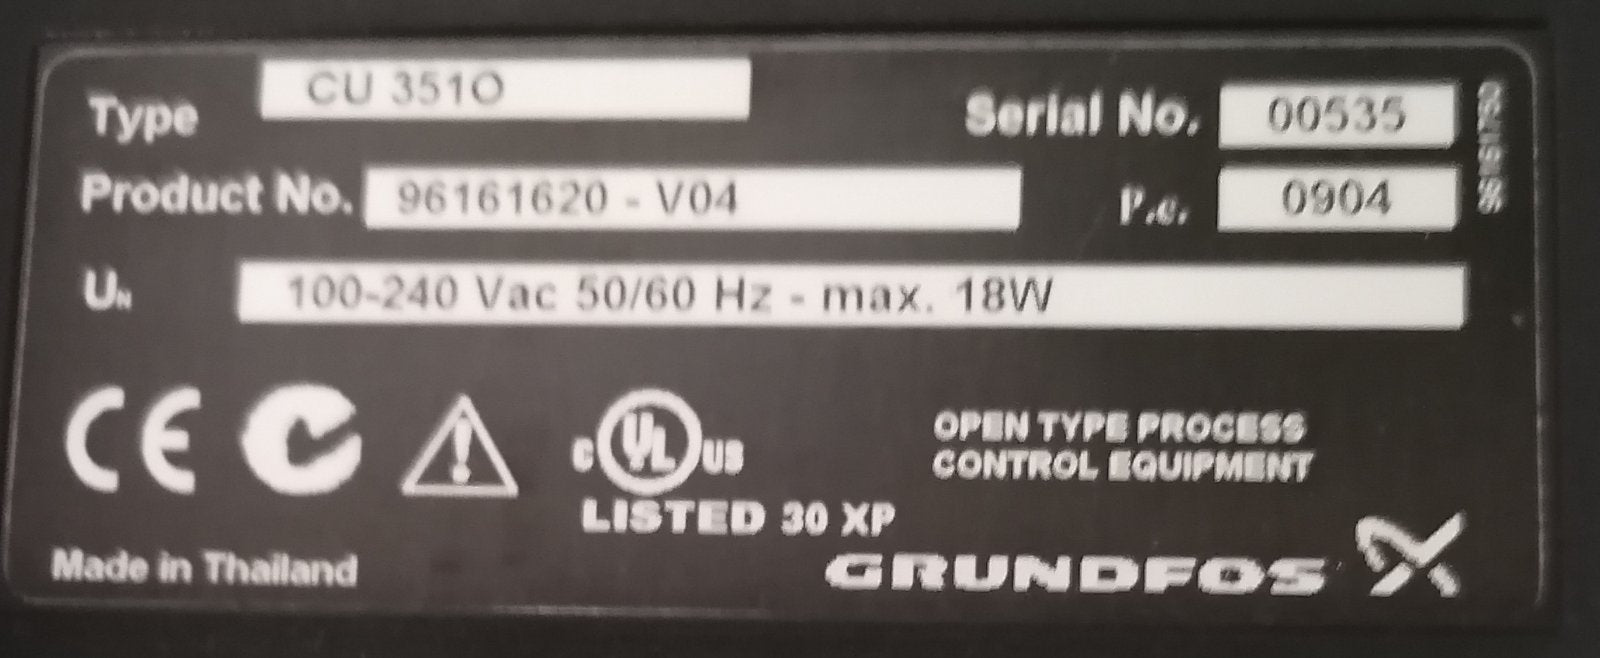 Type CU 351O
Serial No. 00535
Product No. 96161620 - V04
P.c. 0904
UN 100-240 Vac 50/60 Hz - max. 18W
CE
C UL US
LISTED 30 XP
OPEN TYPE PROCESS
CONTROL EQUIPMENT
Made in Thailand
GRUNDFOS